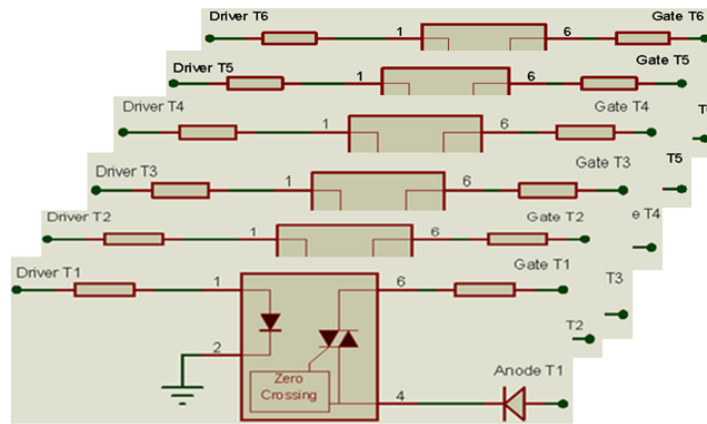 Driver T6 1 6 Gate T6
Driver T5 1 6 Gate T5
Driver T4 1 6 Gate T4
Driver T3 1 6 Gate T3 T5
Driver T2 1 6 Gate T2 e T4
Driver T1 1 6 Gate T1 T3
2 T2
Zero
Crossing
4 Anode T1